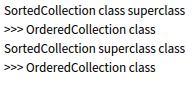 SortedCollection class superclass
>>> OrderedCollection class
SortedCollection superclass class
>>> OrderedCollection class